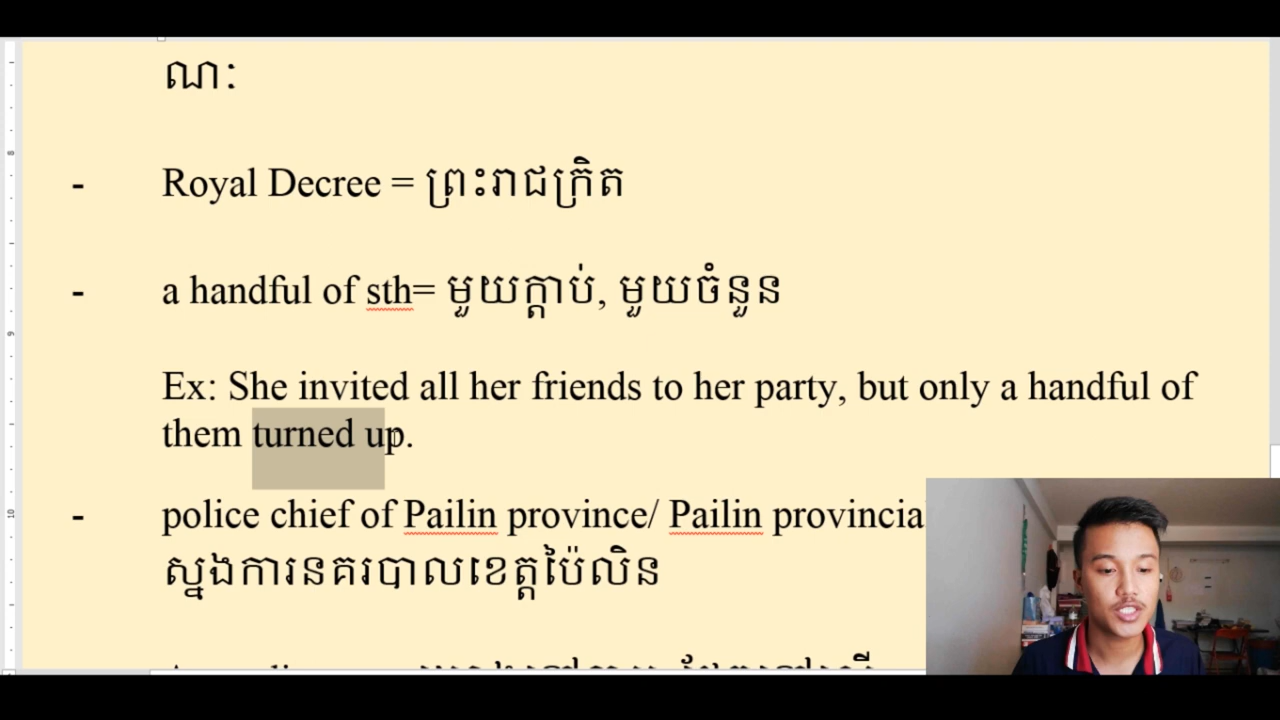 ណៈ
- Royal Decree = ព្រះរាជក្រិត
- a handful of sth= មួយក្តាប់, មួយចំនួន
Ex: She invited all her friends to her party, but only a handful of
them turned up.
- police chief of Pailin province/ Pailin provincia
ស្នងការនគរបាលខេត្តប៉ៃលិន